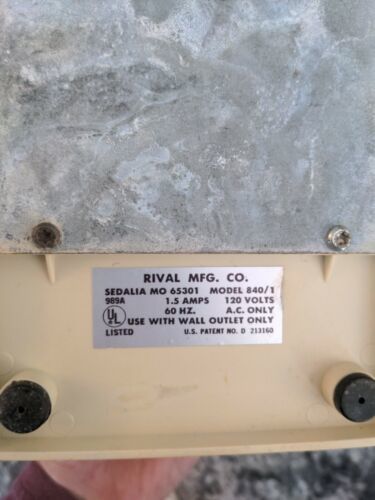 RIVAL MFG. CO.
SEDALIA MO 65301 MODEL 840/1
989A 1.5 AMPS 120 VOLTS
60 HZ. A.C. ONLY
UL USE WITH WALL OUTLET ONLY
LISTED U.S. PATENT NO. D 213160